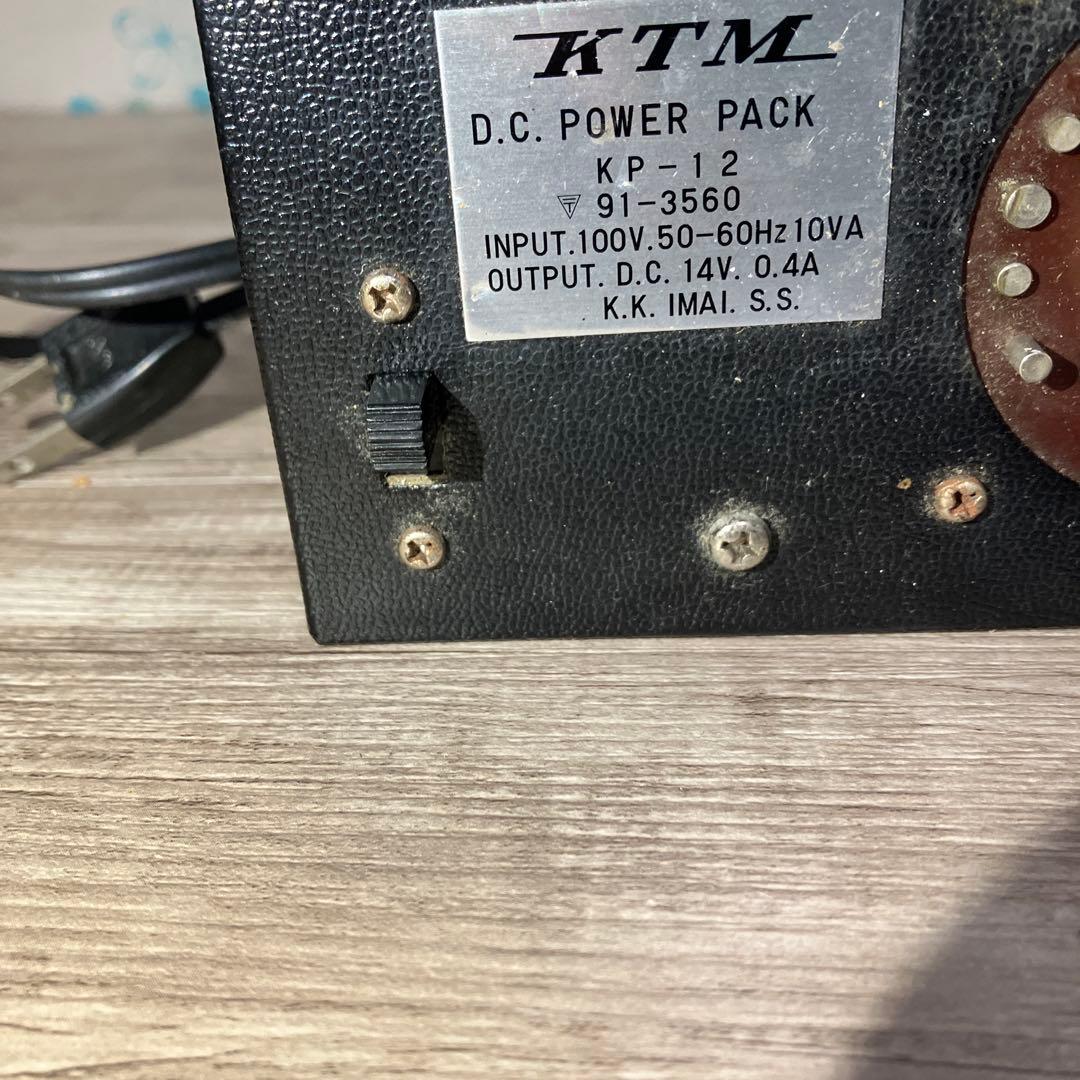 KTM
D.C. POWER PACK
KP-12
91-3560
INPUT.100V.50-60Hz10VA
OUTPUT. D.C. 14V. 0.4A
K.K. IMAI. S.S.